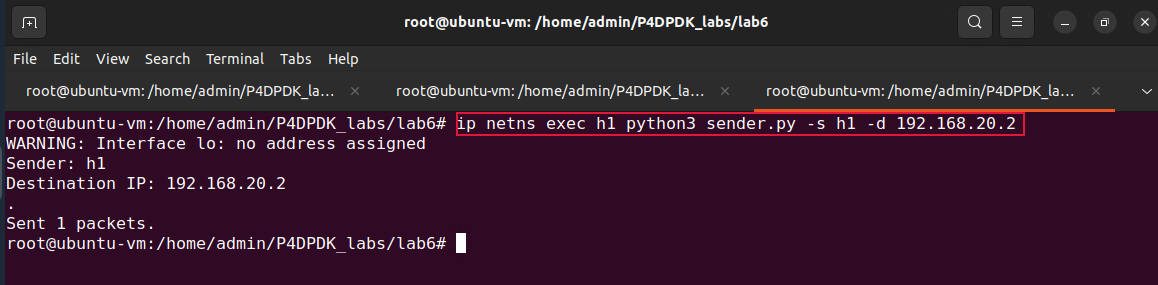 root@ubuntu-vm: /home/admin/P4DPDK_labs/lab6
File Edit View Search Terminal Tabs Help
root@ubuntu-vm: /home/admin/P4DPDK_la... × root@ubuntu-vm: /home/admin/P4DPDK_la... × root@ubuntu-vm: /home/admin/P4DPDK_la... ×
root@ubuntu-vm:/home/admin/P4DPDK_labs/lab6# ip netns exec h1 python3 sender.py -s h1 -d 192.168.20.2
WARNING: Interface lo: no address assigned
Sender: h1
Destination IP: 192.168.20.2
.
Sent 1 packets.
root@ubuntu-vm:/home/admin/P4DPDK_labs/lab6#